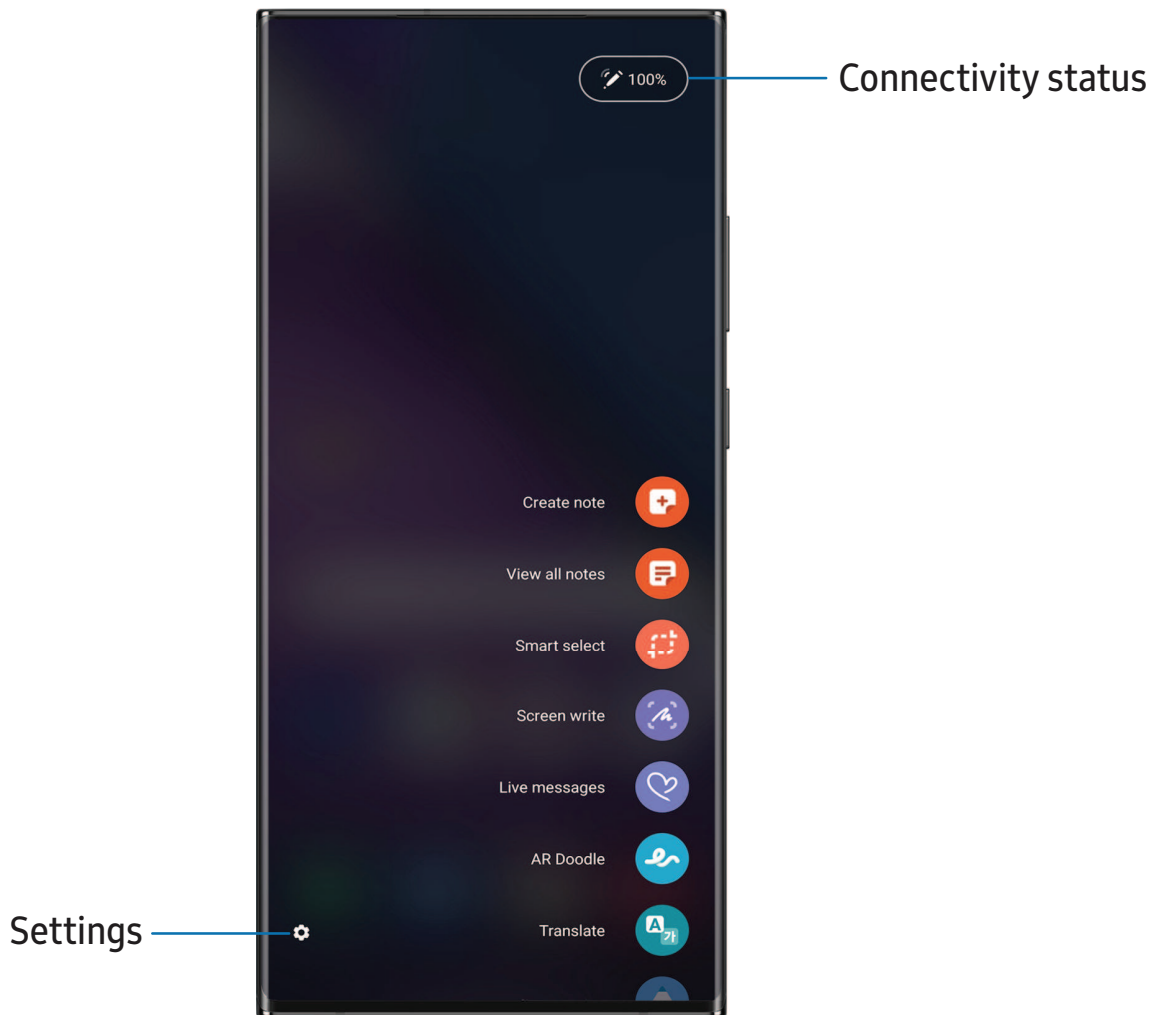 100%
Connectivity status
Create note
View all notes
Smart select
Screen write
Live messages
AR Doodle
Settings
Translate
A
가